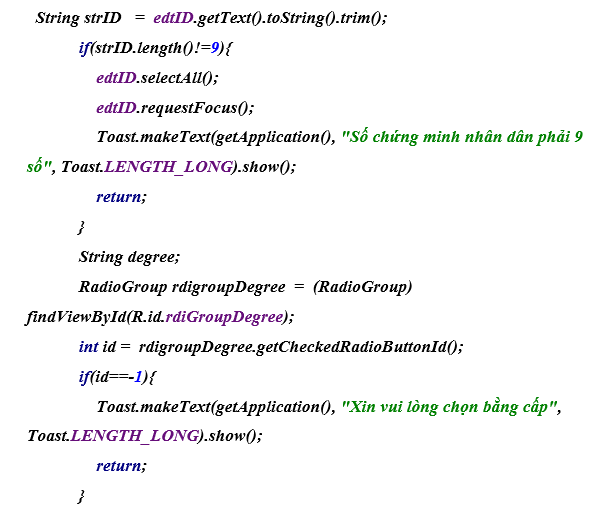 String strID = edtID.getText().toString().trim();
if(strID.length()!=9){
edtID.selectAll();
edtID.requestFocus();
Toast.makeText(getApplication(), "Số chứng minh nhân dân phải 9
số", Toast.LENGTH_LONG).show();
return;
}
String degree;
RadioGroup rdigroupDegree = (RadioGroup)
findViewById(R.id.rdiGroupDegree);
int id = rdigroupDegree.getCheckedRadioButtonId();
if(id==-1){
Toast.makeText(getApplication(), "Xin vui lòng chọn bằng cấp",
Toast.LENGTH_LONG).show();
return;
}